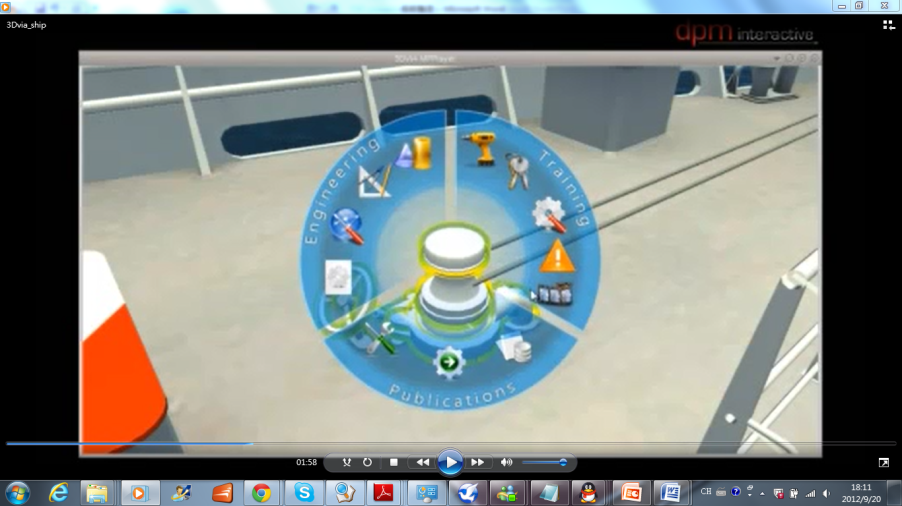 3Dvia_ship
dpm interactive
3DVIA MPPlayer
Engineering
Training
Publications
01:58
CH
18:11
2012/9/20